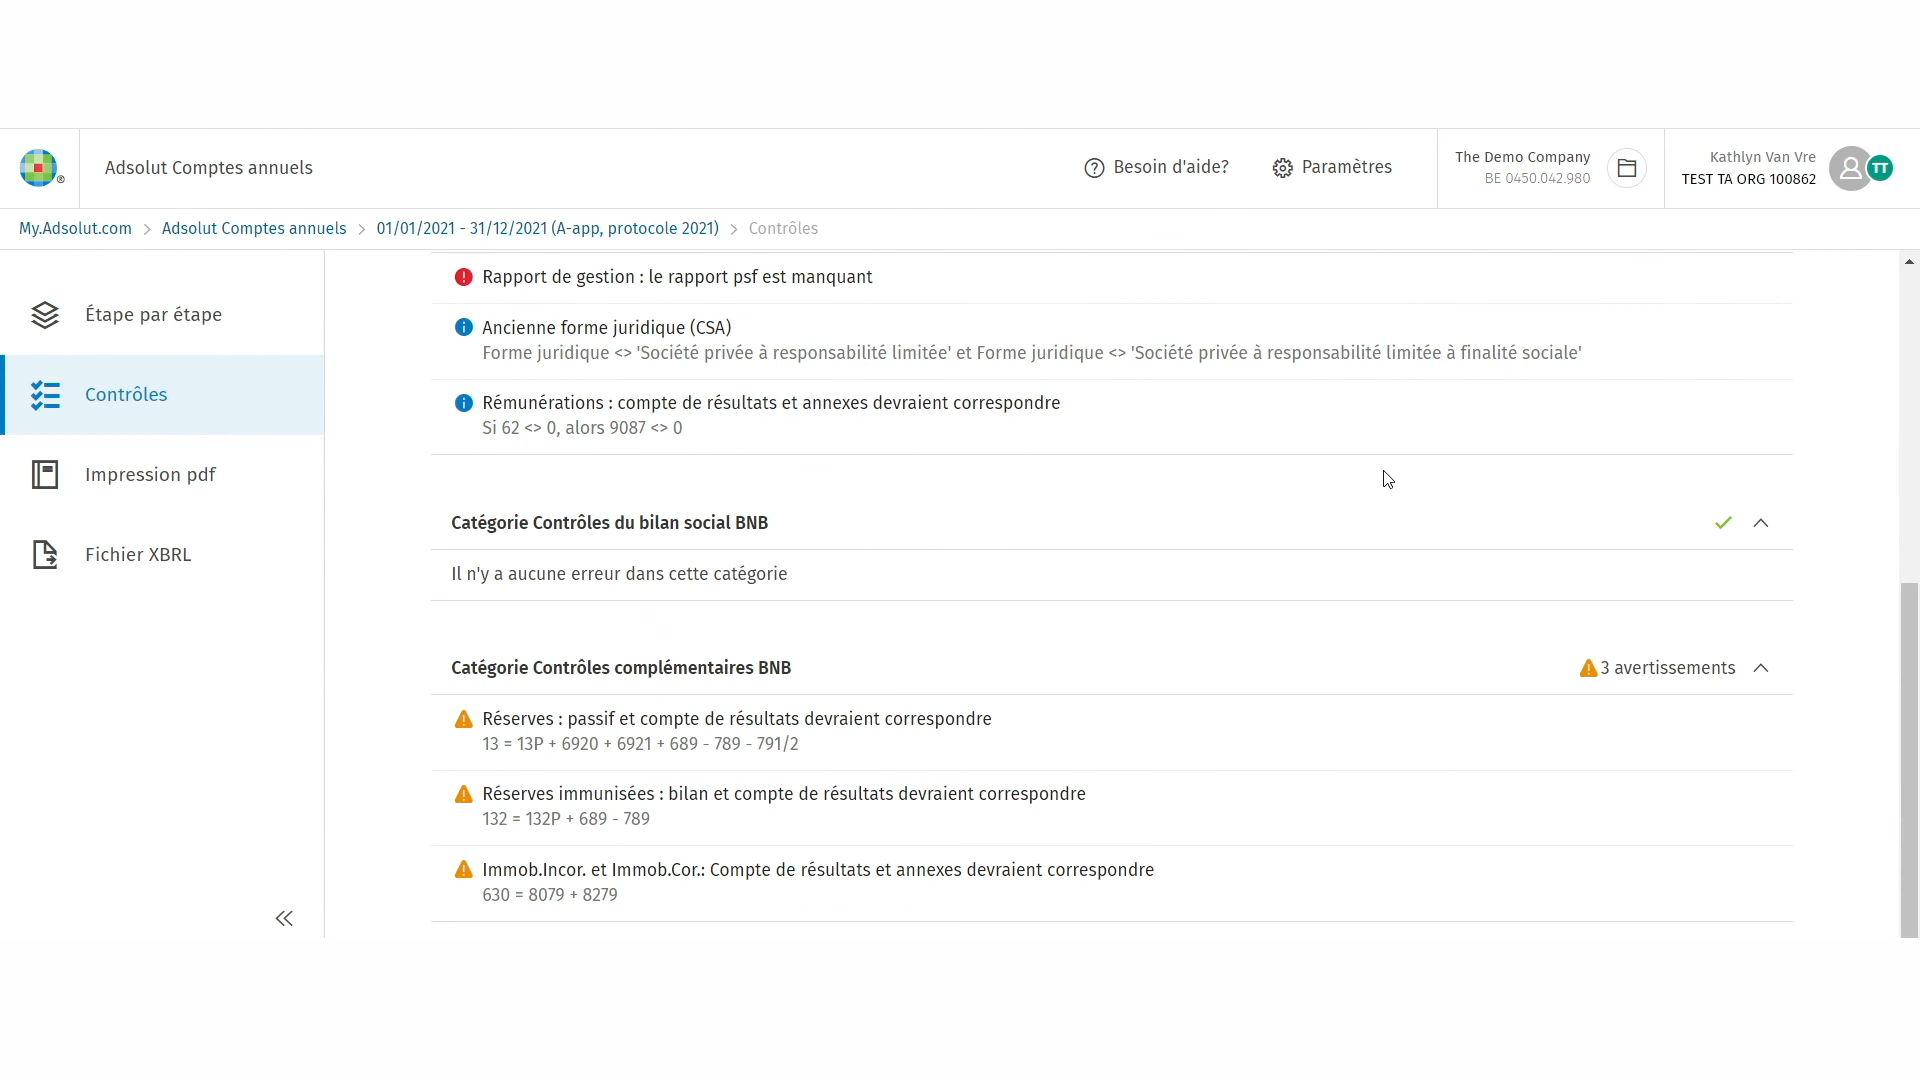 ®
Adsolut Comptes annuels
Besoin d'aide?
Paramètres
The Demo Company
BE 0450.042.980
Kathlyn Van Vre
TEST TA ORG 100862
TT
My.Adsolut.com > Adsolut Comptes annuels > 01/01/2021 - 31/12/2021 (A-app, protocole 2021) > Contrôles
Étape par étape
Contrôles
Impression pdf
Fichier XBRL
Rapport de gestion : le rapport psf est manquant
Ancienne forme juridique (CSA)
Forme juridique <> 'Société privée à responsabilité limitée' et Forme juridique <> 'Société privée à responsabilité limitée à finalité sociale'
Rémunérations : compte de résultats et annexes devraient correspondre
Si 62 <> 0, alors 9087 <> 0
Catégorie Contrôles du bilan social BNB
Il n'y a aucune erreur dans cette catégorie
Catégorie Contrôles complémentaires BNB
3 avertissements
Réserves : passif et compte de résultats devraient correspondre
13 = 13P + 6920 + 6921 + 689 - 789 - 791/2
Réserves immunisées : bilan et compte de résultats devraient correspondre
132 = 132P + 689 - 789
Immob.Incor. et Immob.Cor.: Compte de résultats et annexes devraient correspondre
630 = 8079 + 8279